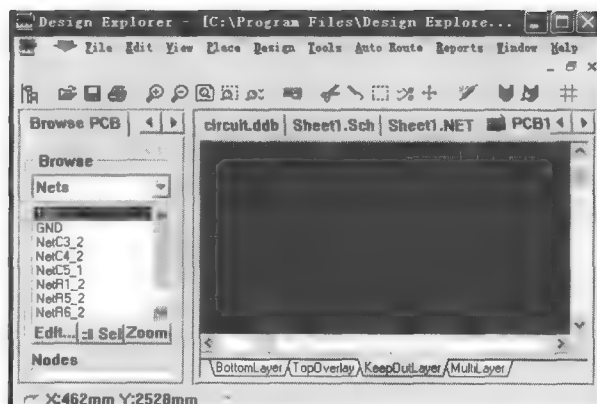 Design Explorer - [C:\Program Files\Design Explore...
File Edit View Place Design Tools Auto Route Reports Window Help
Browse PCB
circuit.ddb Sheet1.Sch Sheet1.NET PCB1
Browse
Nets
GND
NetC3_2
NetC4_2
NetC5_1
NetR1_2
NetR5_2
NetR6_2
Edit... Sel Zoom
Nodes
BottomLayer TopOverlay KeepOutLayer MultiLayer
X:462mm Y:2528mm